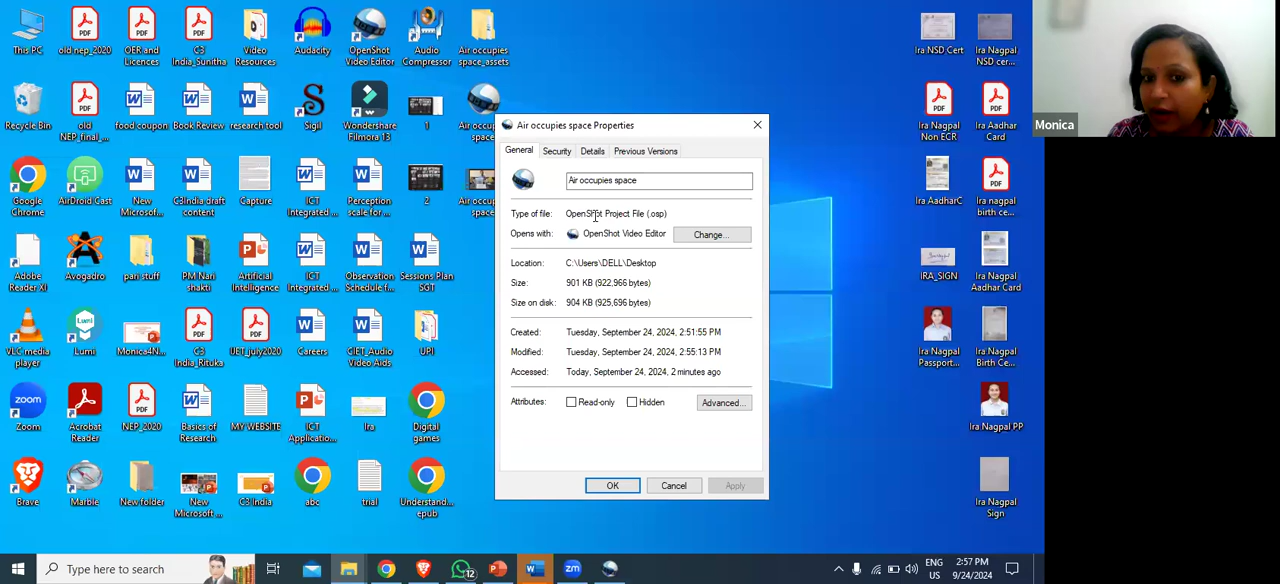 This PC
old nep_2020
OER and
Licences
C3
India_Sunitha
Video
Resources
Audacity
OpenShot
Video Editor
Audio
Compressor
Air occupies
space_assets
Ira NSD Cert
Ira Nagpal
NSD cer...
Recycle Bin
old
NEP_final_...
food coupon
Book Review
research tool
Sigil
Wondershare
Filmora 13
1
Air occu
space
Ira Nagpal
Non ECR
Ira Aadhar
Card
Monica
Google
Chrome
AirDroid Cast
New
Microsof...
C3India draft
content
Capture
ICT
Integrated ...
Perception
scale for ...
2
Air occu
space
Ira AadharC
Ira nagpal
birth ce...
Adobe
Reader XI
Avogadro
pari stuff
PM Nari
shakti
Artificial
Intelligence
ICT
Integrated ...
Observation
Schedule f...
Sessions Plan
SGT
IRA_SIGN
Ira Nagpal
Aadhar Card
VLC media
player
Lumi
Monica4N...
C3
India_Rituka
IJET_july2020
Careers
CIET_Audio
Video Aids
UPI
Ira Nagpal
Passport...
Ira Nagpal
Birth Ce...
Zoom
Acrobat
Reader
NEP_2020
Basics of
Research
MY WEBSITE
ICT
Applicatio...
Ira
Digital
games
Ira Nagpal PP
Brave
Marble
New folder
New
Microsoft ...
C3India
abc
trial
Understand...
epub
Ira Nagpal
Sign
zoom
Air occupies space Properties
General
Security
Details
Previous Versions
Air occupies space
Type of file: OpenShot Project File (.osp)
Opens with: OpenShot Video Editor Change...
Location: C:\Users\DELL\Desktop
Size: 901 KB (922,966 bytes)
Size on disk: 904 KB (925,696 bytes)
Created: Tuesday, September 24, 2024, 2:51:55 PM
Modified: Tuesday, September 24, 2024, 2:55:13 PM
Accessed: Today, September 24, 2024, 2 minutes ago
Attributes: Read-only Hidden Advanced...
OK Cancel Apply
Type here to search
12
zm
ENG
US
2:57 PM
9/24/2024